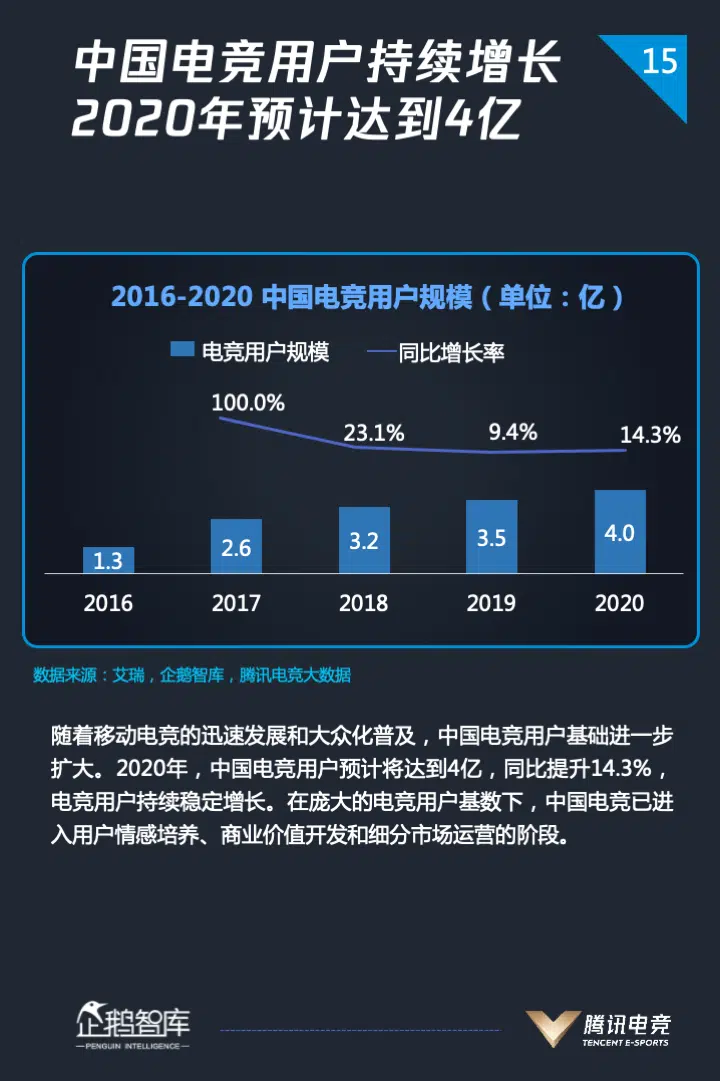 中国电竞用户持续增长
15
2020年预计达到4亿
2016-2020 中国电竞用户规模（单位：亿）
电竞用户规模 同比增长率
100.0% 23.1% 9.4% 14.3%
1.3 2.6 3.2 3.5 4.0
2016 2017 2018 2019 2020
数据来源：艾瑞，企鹅智库，腾讯电竞大数据
随着移动电竞的迅速发展和大众化普及，中国电竞用户基础进一步
扩大。2020年，中国电竞用户预计将达到4亿，同比提升14.3%，
电竞用户持续稳定增长。在庞大的电竞用户基数下，中国电竞已进
入用户情感培养、商业价值开发和细分市场运营的阶段。
企鹅智库
PENGUIN INTELLIGENCE
腾讯电竞
TENCENT E-SPORTS